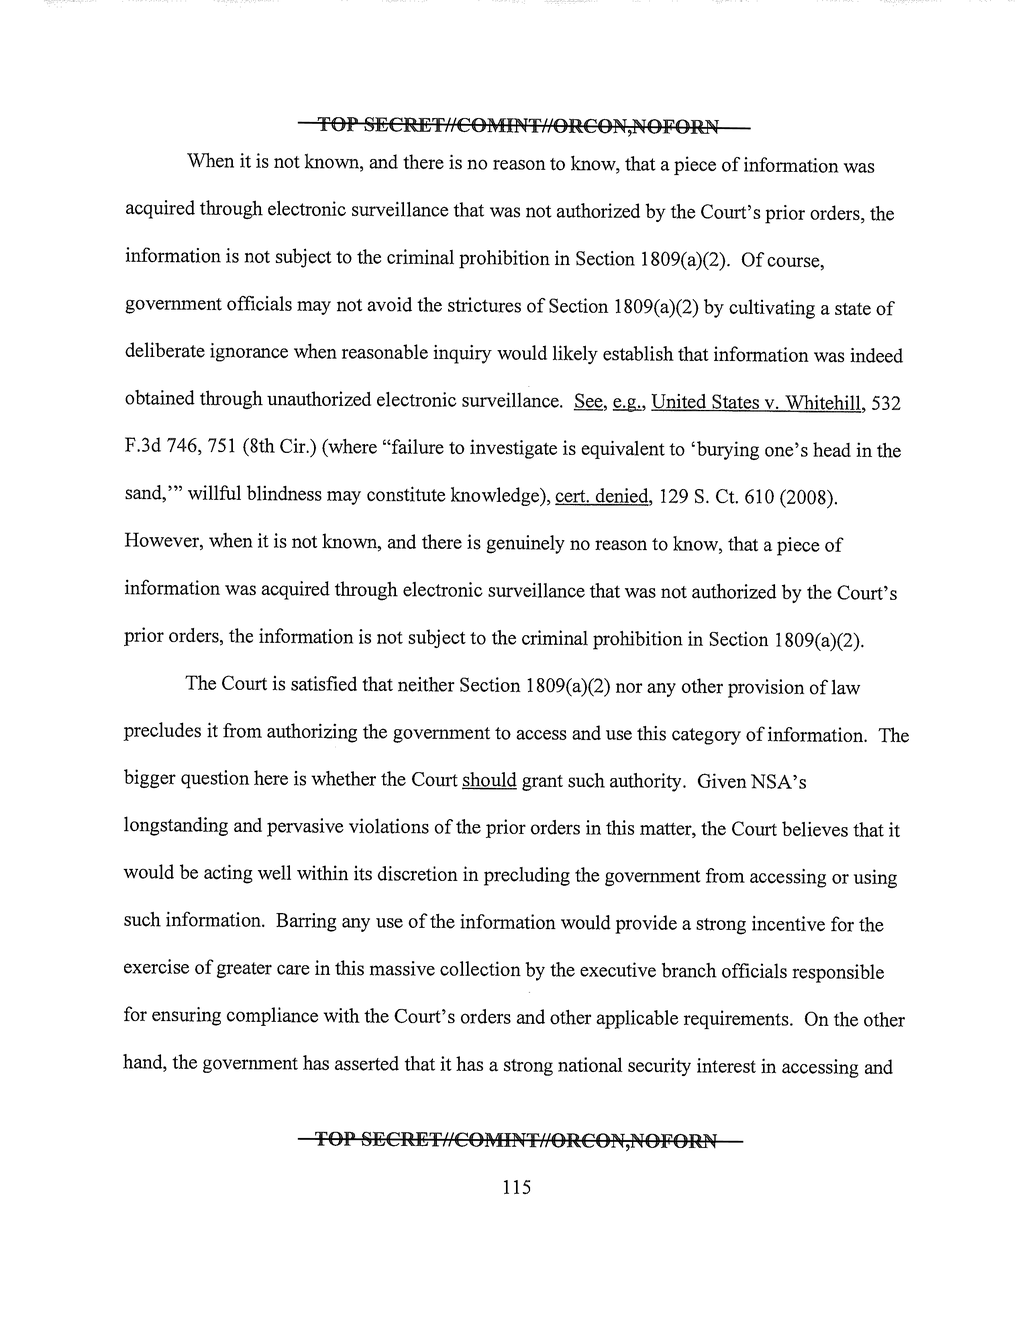 TOP SECRET//COMINT//ORCON,NOFORN
When it is not known, and there is no reason to know, that a piece of information was
acquired through electronic surveillance that was not authorized by the Court's prior orders, the
information is not subject to the criminal prohibition in Section 1809(a)(2).  Of course,
government officials may not avoid the strictures of Section 1809(a)(2) by cultivating a state of
deliberate ignorance when reasonable inquiry would likely establish that information was indeed
obtained through unauthorized electronic surveillance.  See, e.g., United States v. Whitehill, 532
F.3d 746, 751 (8th Cir.) (where "failure to investigate is equivalent to 'burying one's head in the
sand,'" willful blindness may constitute knowledge), cert. denied, 129 S. Ct. 610 (2008).
However, when it is not known, and there is genuinely no reason to know, that a piece of
information was acquired through electronic surveillance that was not authorized by the Court's
prior orders, the information is not subject to the criminal prohibition in Section 1809(a)(2).
The Court is satisfied that neither Section 1809(a)(2) nor any other provision of law
precludes it from authorizing the government to access and use this category of information.  The
bigger question here is whether the Court should grant such authority.  Given NSA's
longstanding and pervasive violations of the prior orders in this matter, the Court believes that it
would be acting well within its discretion in precluding the government from accessing or using
such information.  Barring any use of the information would provide a strong incentive for the
exercise of greater care in this massive collection by the executive branch officials responsible
for ensuring compliance with the Court's orders and other applicable requirements.  On the other
hand, the government has asserted that it has a strong national security interest in accessing and
TOP SECRET//COMINT//ORCON,NOFORN
115